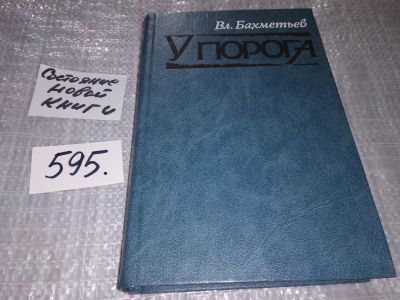 Вл. Бахметьев
У ПОРОГА
Состояние
новой
книги
595.